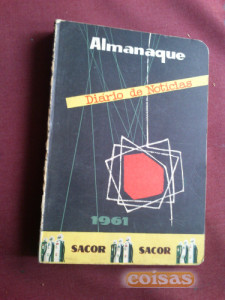 Almanaque
Diário de Notícias
1961
SACOR SACOR
coisas